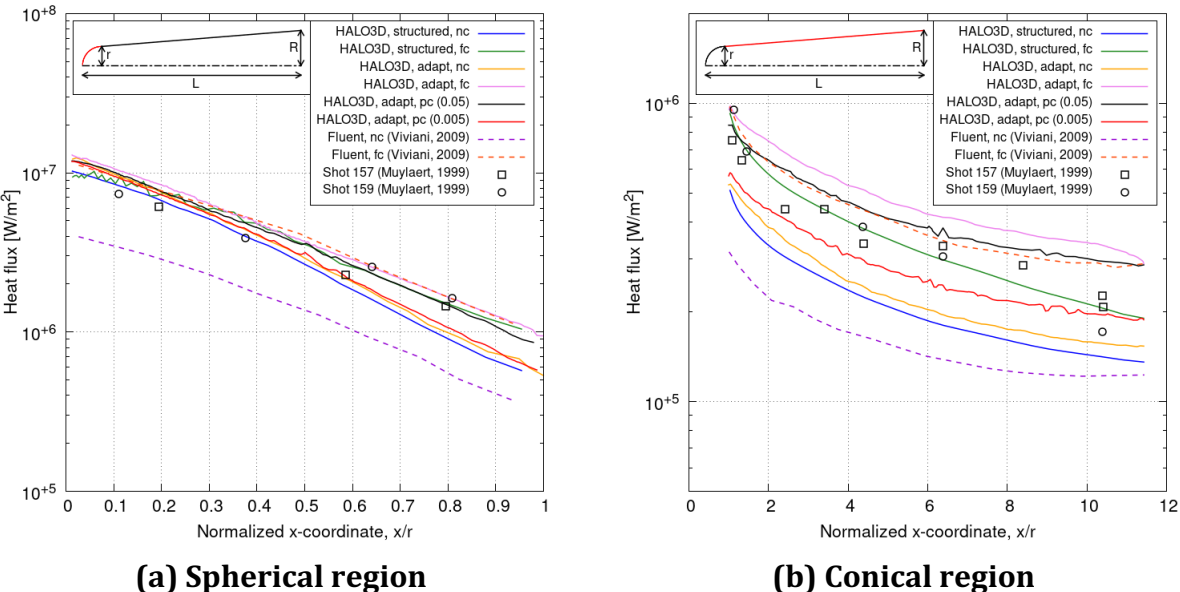 10+8
10+7
10+6
10+5
Heat flux [W/m2]
r
R
L
HALO3D, structured, nc
HALO3D, structured, fc
HALO3D, adapt, nc
HALO3D, adapt, fc
HALO3D, adapt, pc (0.05)
HALO3D, adapt, pc (0.005)
Fluent, nc (Viviani, 2009)
Fluent, fc (Viviani, 2009)
Shot 157 (Muylaert, 1999)
Shot 159 (Muylaert, 1999)
0 0.1 0.2 0.3 0.4 0.5 0.6 0.7 0.8 0.9 1
Normalized x-coordinate, x/r
(a) Spherical region
10+6
10+5
Heat flux [W/m2]
r
R
L
HALO3D, structured, nc
HALO3D, structured, fc
HALO3D, adapt, nc
HALO3D, adapt, fc
HALO3D, adapt, pc (0.05)
HALO3D, adapt, pc (0.005)
Fluent, nc (Viviani, 2009)
Fluent, fc (Viviani, 2009)
Shot 157 (Muylaert, 1999)
Shot 159 (Muylaert, 1999)
0 2 4 6 8 10 12
Normalized x-coordinate, x/r
(b) Conical region